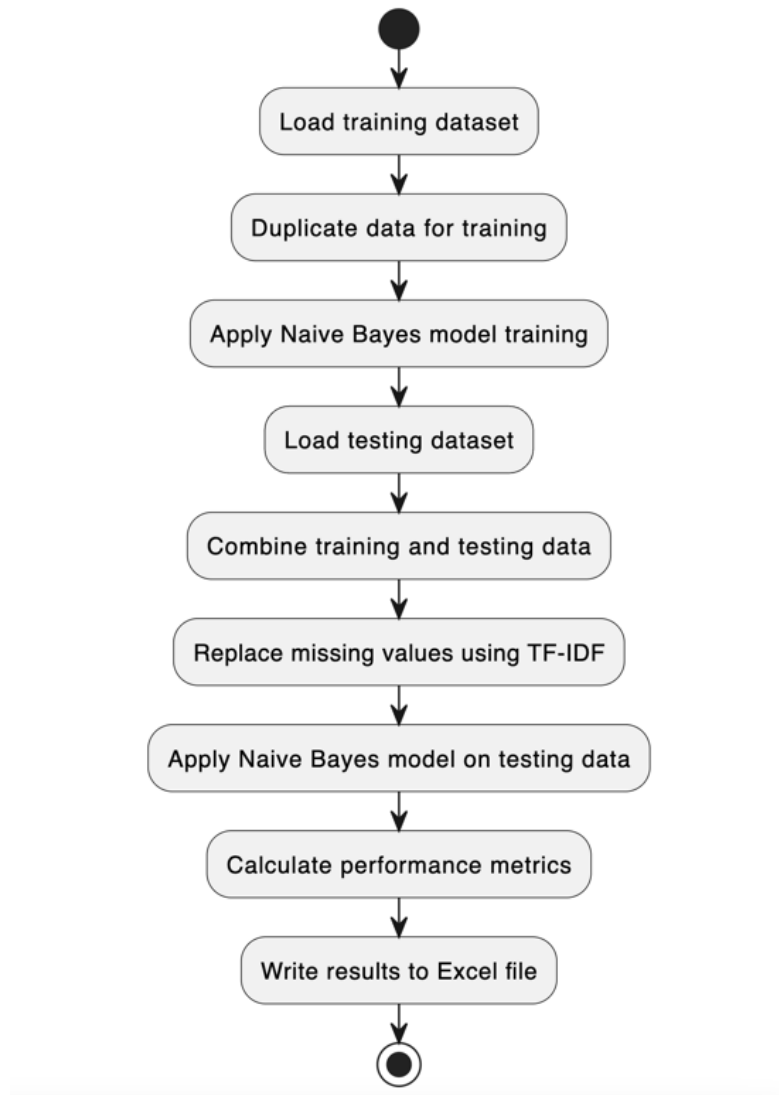 Load training dataset
Duplicate data for training
Apply Naive Bayes model training
Load testing dataset
Combine training and testing data
Replace missing values using TF-IDF
Apply Naive Bayes model on testing data
Calculate performance metrics
Write results to Excel file